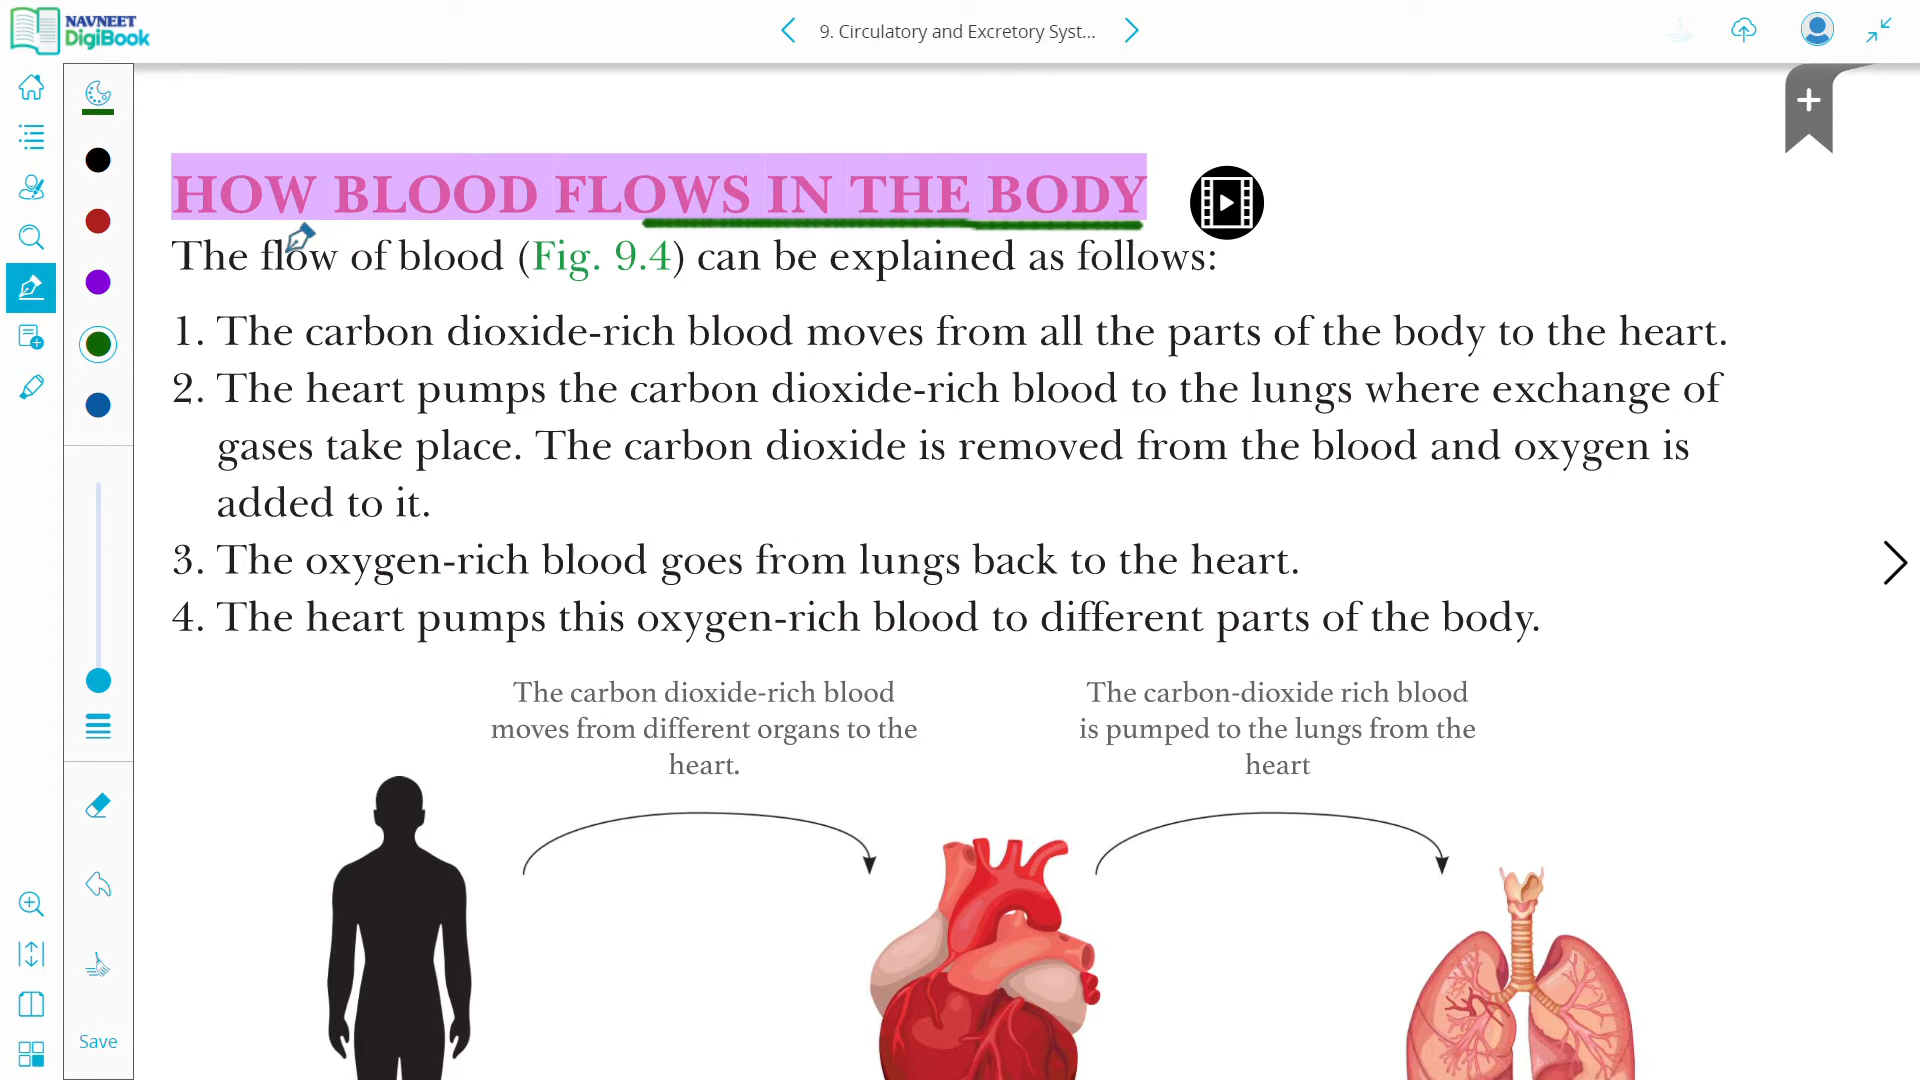 NAVNEET
DigiBook
9. Circulatory and Excretory Syst...
HOW BLOOD FLOWS IN THE BODY
The flow of blood (Fig. 9.4) can be explained as follows:
1. The carbon dioxide-rich blood moves from all the parts of the body to the heart.
2. The heart pumps the carbon dioxide-rich blood to the lungs where exchange of
gases take place. The carbon dioxide is removed from the blood and oxygen is
added to it.
3. The oxygen-rich blood goes from lungs back to the heart.
4. The heart pumps this oxygen-rich blood to different parts of the body.
The carbon dioxide-rich blood
moves from different organs to the
heart.
The carbon-dioxide rich blood
is pumped to the lungs from the
heart
Save